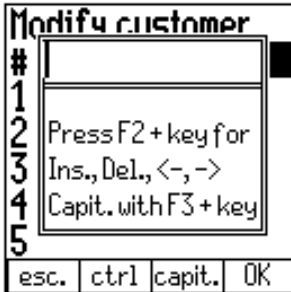 Modify customer
#
1
2
Press F2 + key for
3
Ins., Del., <-, ->
4
Capit. with F3 + key
5
esc. ctrl capit. OK